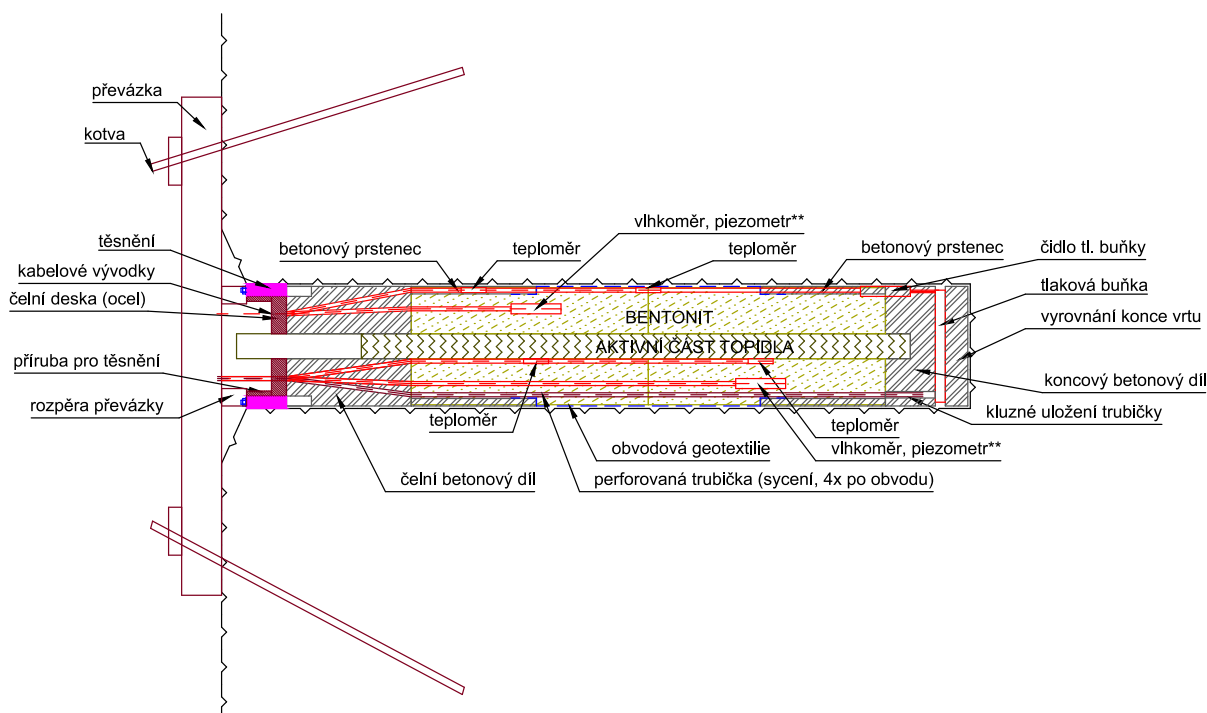 převázka
kotva
vlhkoměr, piezometr**
těsnění
betonový prstenec
teploměr
teploměr
betonový prstenec
čidlo tl. buňky
kabelové vývodky
tlaková buňka
čelní deska (ocel)
BENTONIT
vyrovnání konce vrtu
AKTIVNÍ ČÁST TOPIDLA
příruba pro těsnění
koncový betonový díl
rozpěra převázky
kluzné uložení trubičky
teploměr
teploměr
obvodová geotextilie
vlhkoměr, piezometr**
čelní betonový díl
perforovaná trubička (sycení, 4x po obvodu)